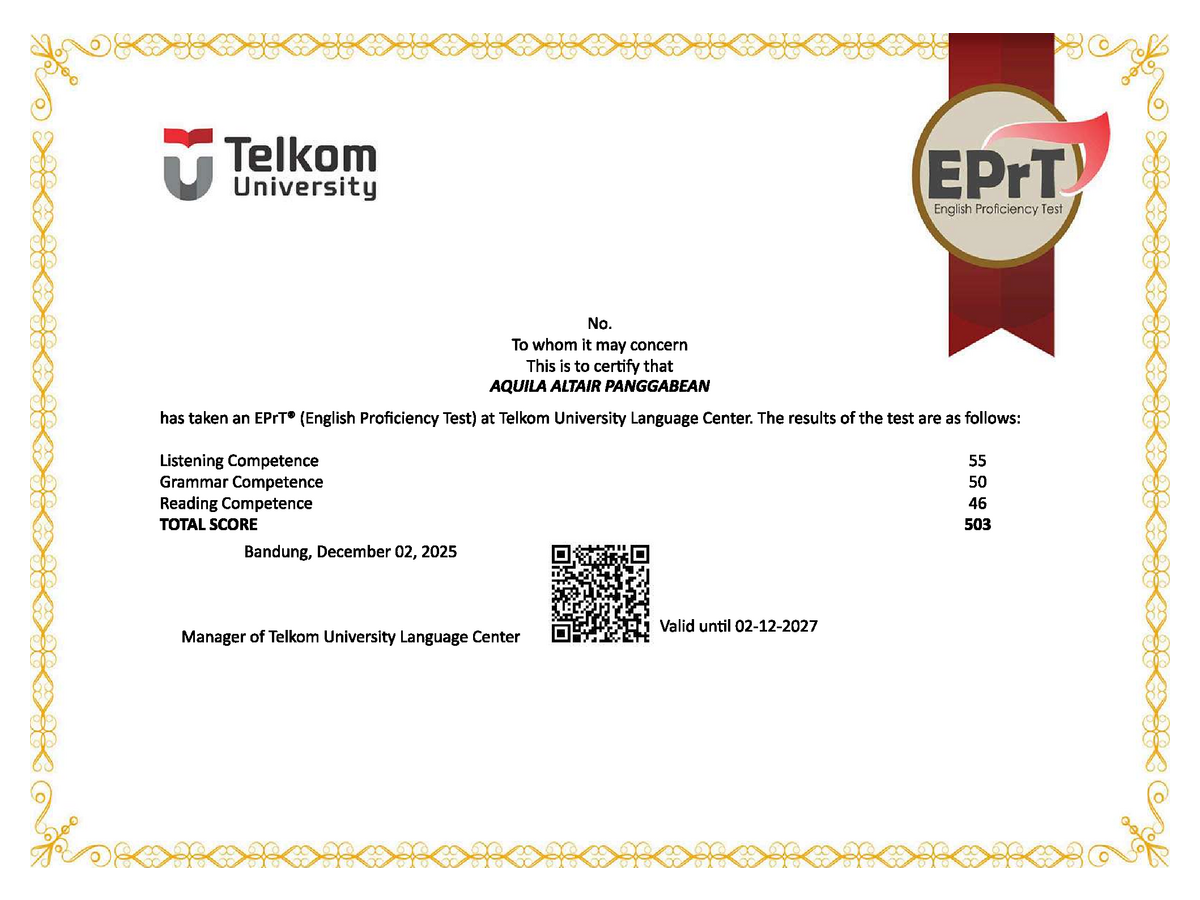 Telkom
University
EPrT
English Proficiency Test
No.
To whom it may concern
This is to certify that
AQUILA ALTAIR PANGGABEAN
has taken an EPrT® (English Proficiency Test) at Telkom University Language Center. The results of the test are as follows:
Listening Competence 55
Grammar Competence 50
Reading Competence 46
TOTAL SCORE 503
Bandung, December 02, 2025
Valid until 02-12-2027
Manager of Telkom University Language Center